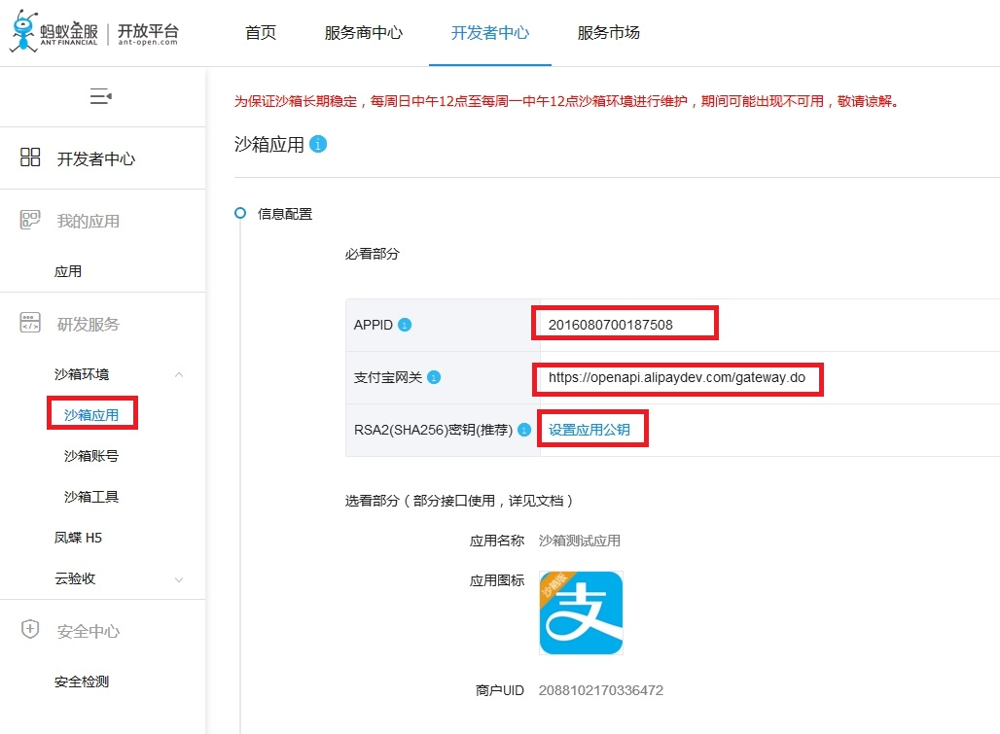 蚂蚁金服 开放平台
ANT FINANCIAL ant-open.com
首页 服务商中心 开发者中心 服务市场
为保证沙箱长期稳定，每周日中午12点至每周一中午12点沙箱环境进行维护，期间可能出现不可用，敬请谅解。
开发者中心
我的应用
应用
研发服务
沙箱环境
沙箱应用
沙箱账号
沙箱工具
凤蝶 H5
云验收
安全中心
安全检测
沙箱应用
信息配置
必看部分
APPID 2016080700187508
支付宝网关 https://openapi.alipaydev.com/gateway.do
RSA2(SHA256)密钥(推荐) 设置应用公钥
选看部分（部分接口使用，详见文档）
应用名称 沙箱测试应用
应用图标
沙箱版
支
商户UID 2088102170336472